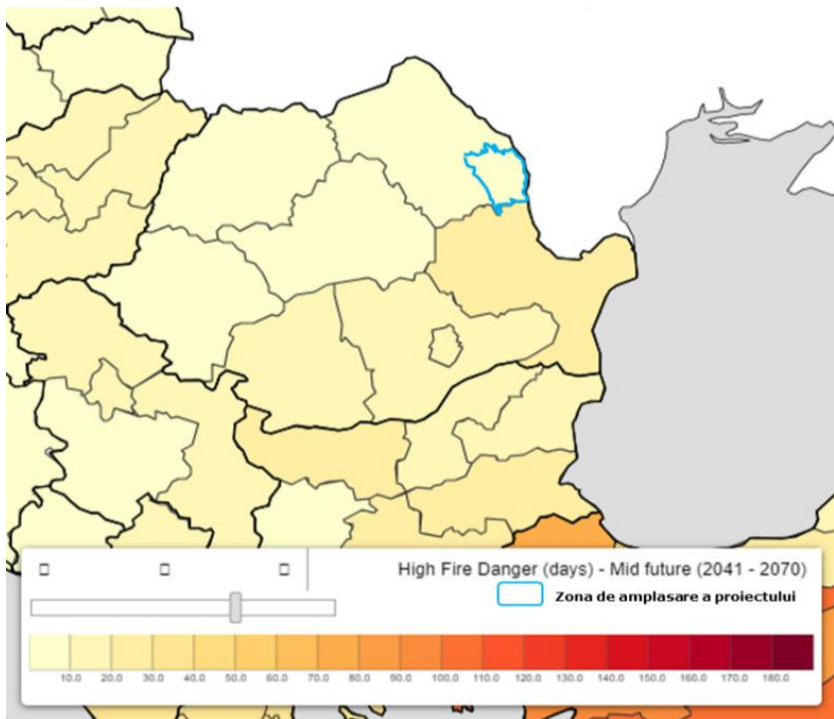 High Fire Danger (days) - Mid future (2041 - 2070)
Zona de amplasare a proiectului
10.0 20.0 30.0 40.0 50.0 60.0 70.0 80.0 90.0 100.0 110.0 120.0 130.0 140.0 150.0 160.0 170.0 180.0